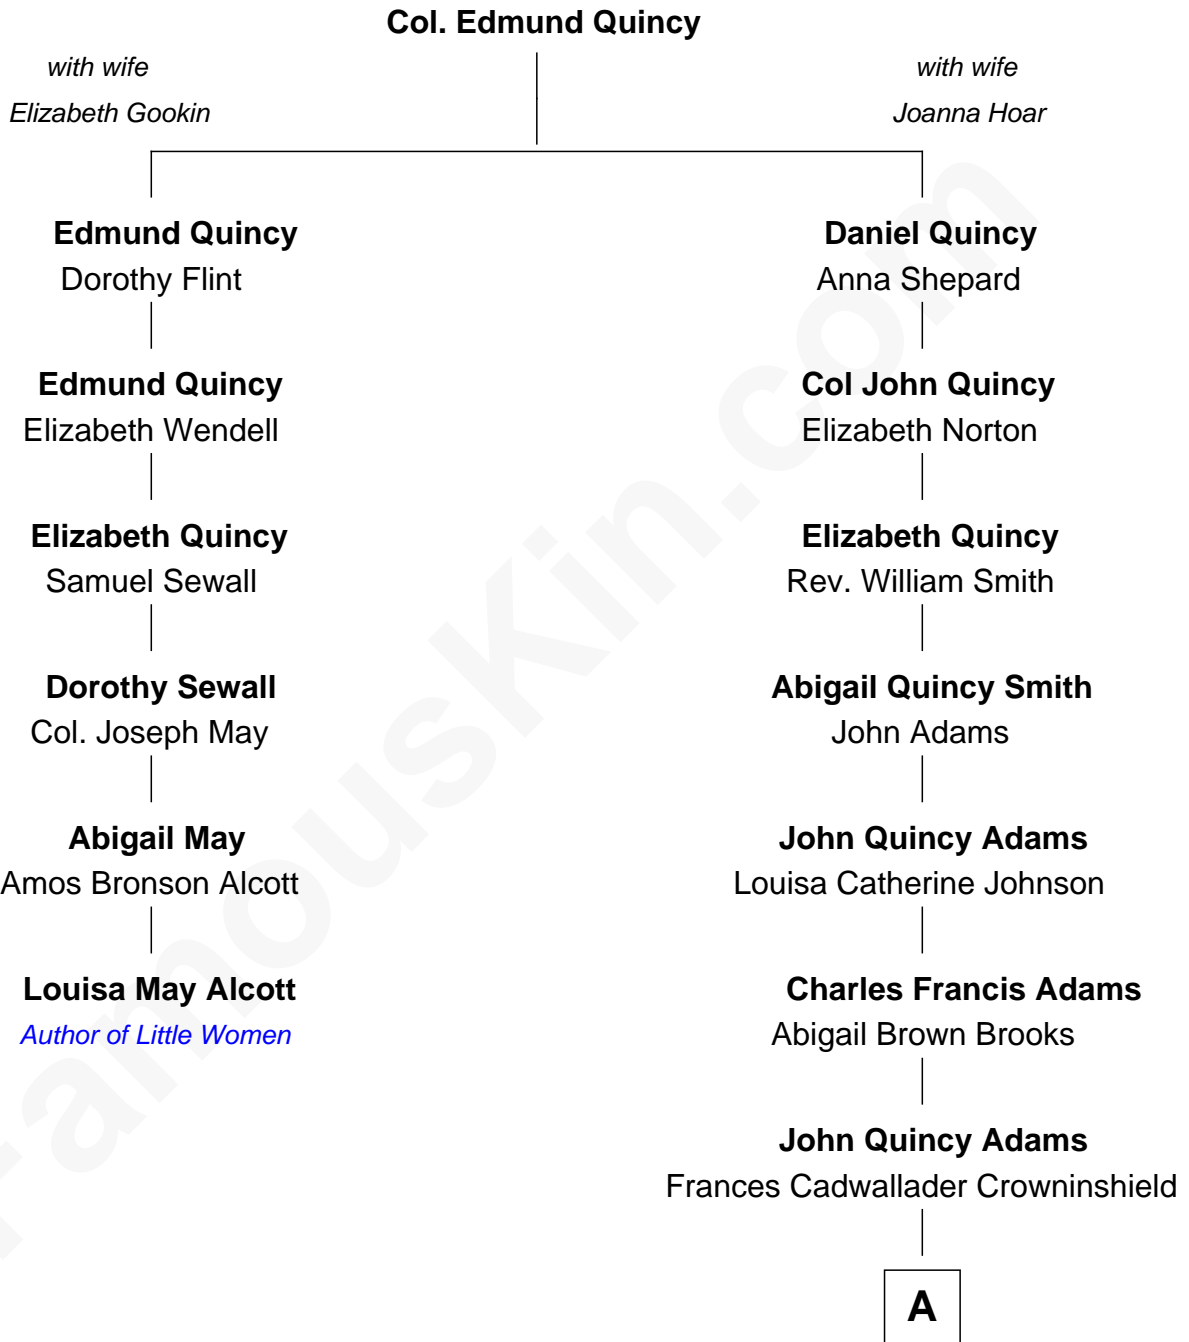 Col. Edmund Quincy
with wife
Elizabeth Gookin
with wife
Joanna Hoar
Edmund Quincy
Dorothy Flint
Daniel Quincy
Anna Shepard
Edmund Quincy
Elizabeth Wendell
Col John Quincy
Elizabeth Norton
Elizabeth Quincy
Samuel Sewall
Elizabeth Quincy
Rev. William Smith
Dorothy Sewall
Col. Joseph May
Abigail Quincy Smith
John Adams
Abigail May
Amos Bronson Alcott
John Quincy Adams
Louisa Catherine Johnson
Louisa May Alcott
Author of Little Women
Charles Francis Adams
Abigail Brown Brooks
John Quincy Adams
Frances Cadwallader Crowninshield
A
FamousKin.com